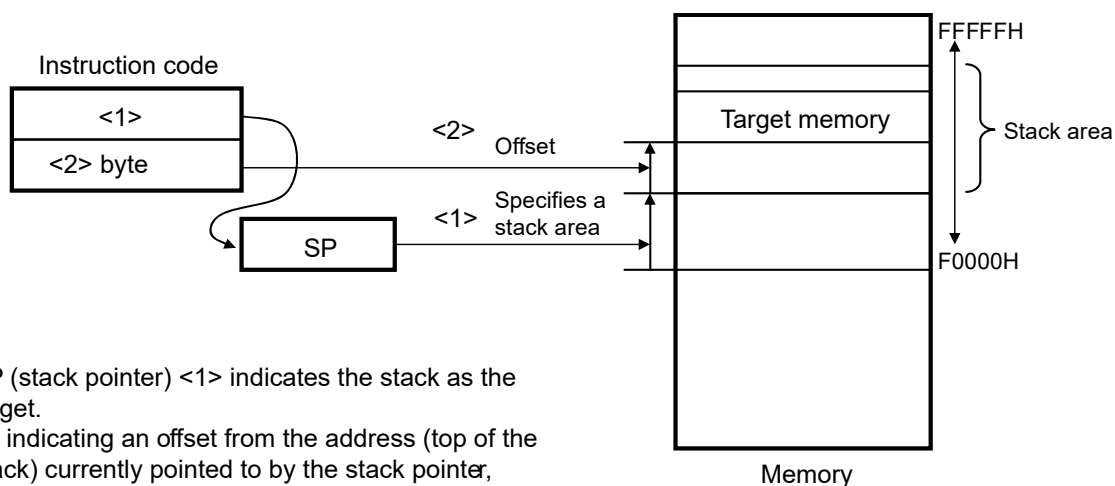 Instruction code
<1>
<2> byte
SP
<2>
Offset
<1>
Specifies a
stack area
Target memory
FFFFFH
Stack area
F0000H
Memory
(stack pointer) <1> indicates the stack as the
indicating an offset from the address (top of the
currently pointed to by the stack pointer,